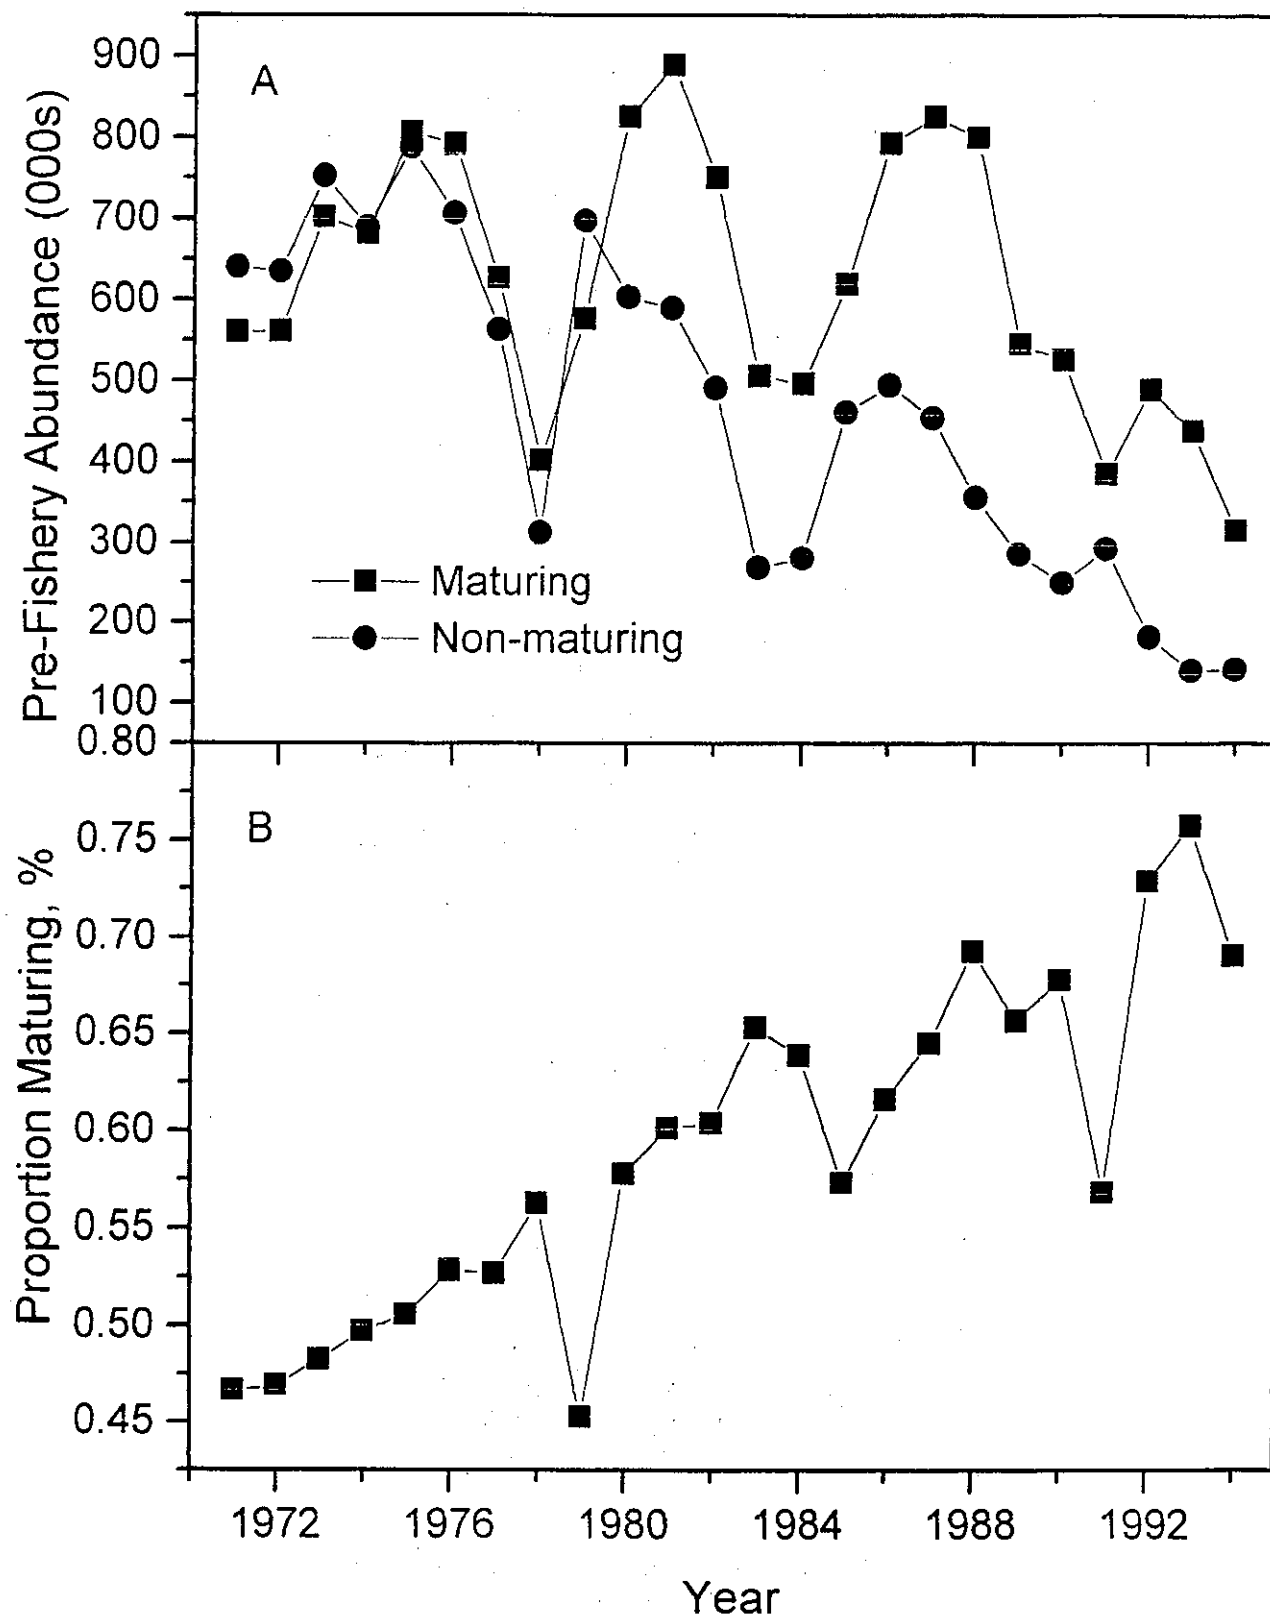 Pre-Fishery Abundance (000s)
900
800
700
600
500
400
300
200
100
A
Maturing
Non-maturing
Proportion Maturing, %
0.80
0.75
0.70
0.65
0.60
0.55
0.50
0.45
B
1972 1976 1980 1984 1988 1992
Year